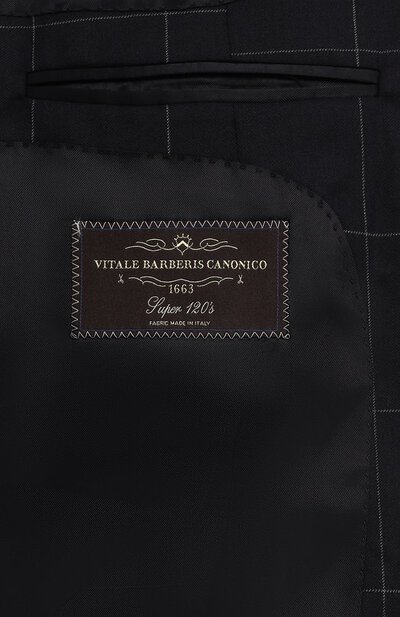 VITALE BARBERIS CANONICO
1663
Super 120's
FABRIC MADE IN ITALY